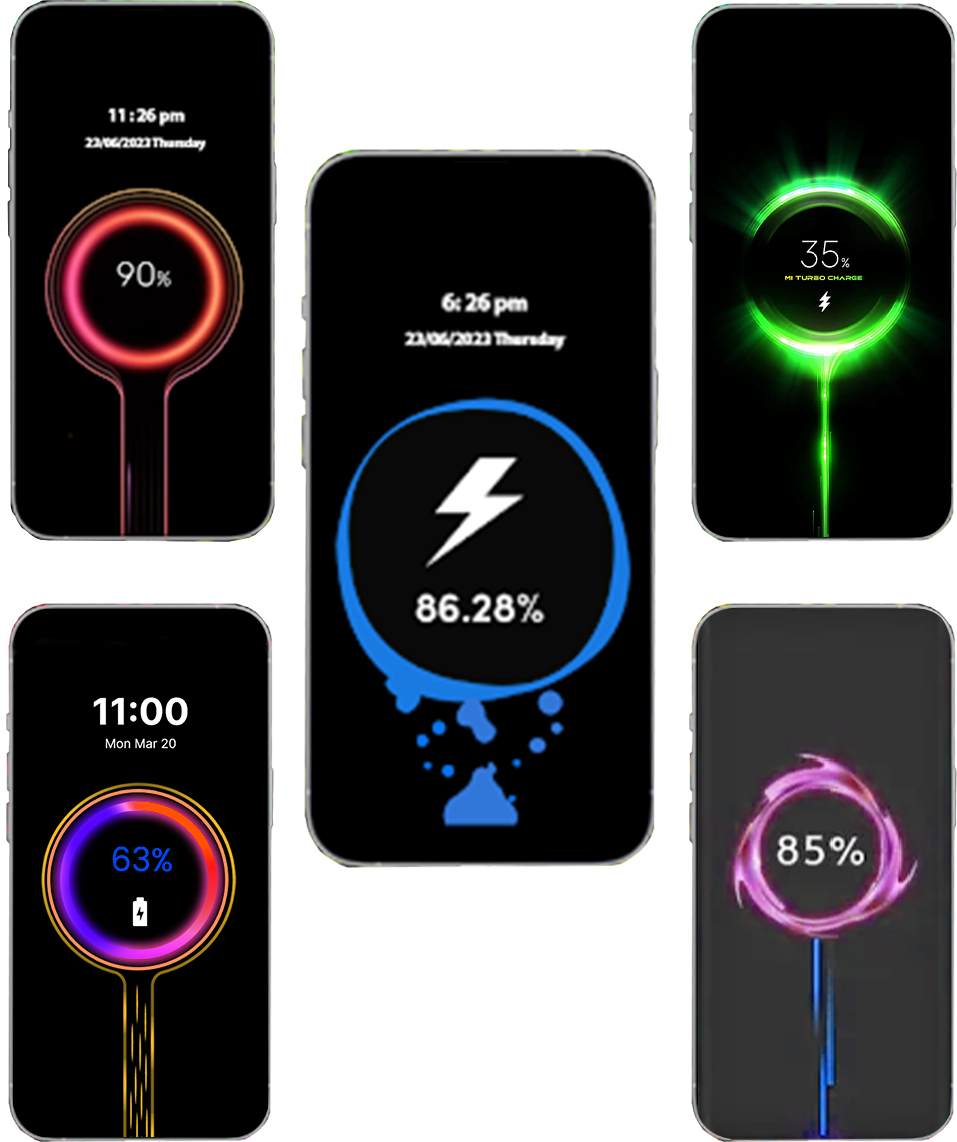 11:26 pm
23/06/2023 Thursday
90%
6: 26 pm
23/06/2023 Thursday
86.28%
35%
MI TURBO CHARGE
11:00
Mon Mar 20
63%
85%